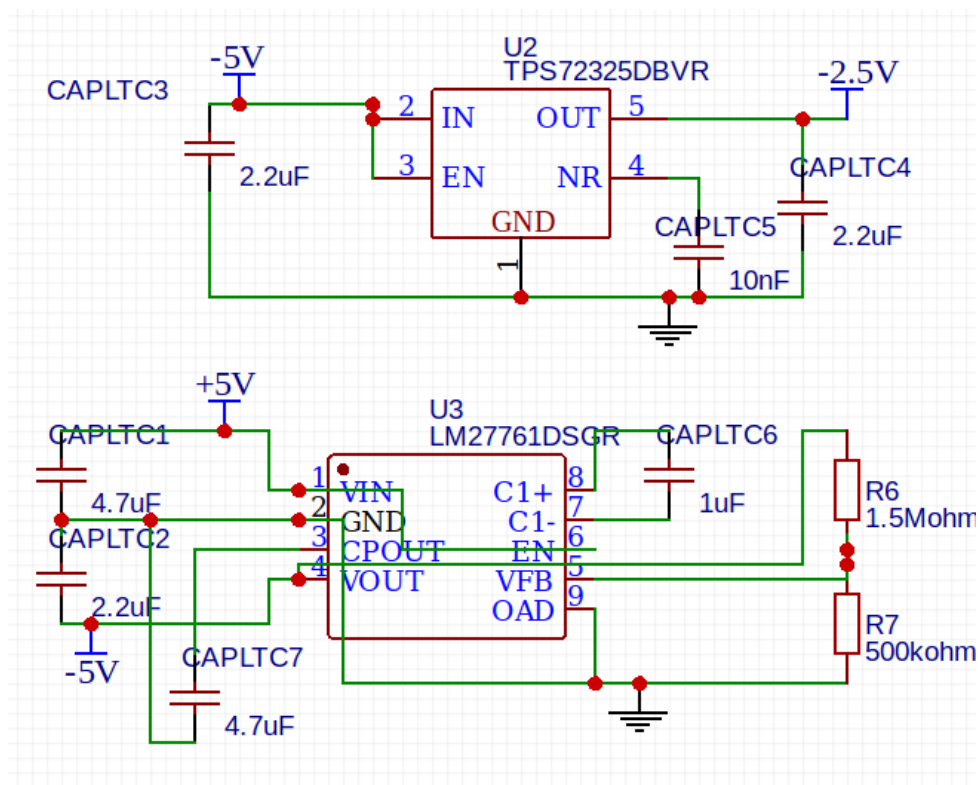 -5V
U2
TPS72325DBVR
-2.5V
CAPLTC3
2
IN
OUT
5
2.2uF
3
EN
NR
4
CAPLTC4
GND
CAPLTC5
2.2uF
1
10nF
+5V
U3
LM27761DSGR
CAPLTC1
CAPLTC6
1
VIN
C1+
8
4.7uF
2
GND
C1-
7
1uF
R6
1.5Mohm
CAPLTC2
3
CPOUT
EN
6
4
VOUT
VFB
5
2.2uF
OAD
9
R7
500kohm
-5V
CAPLTC7
4.7uF